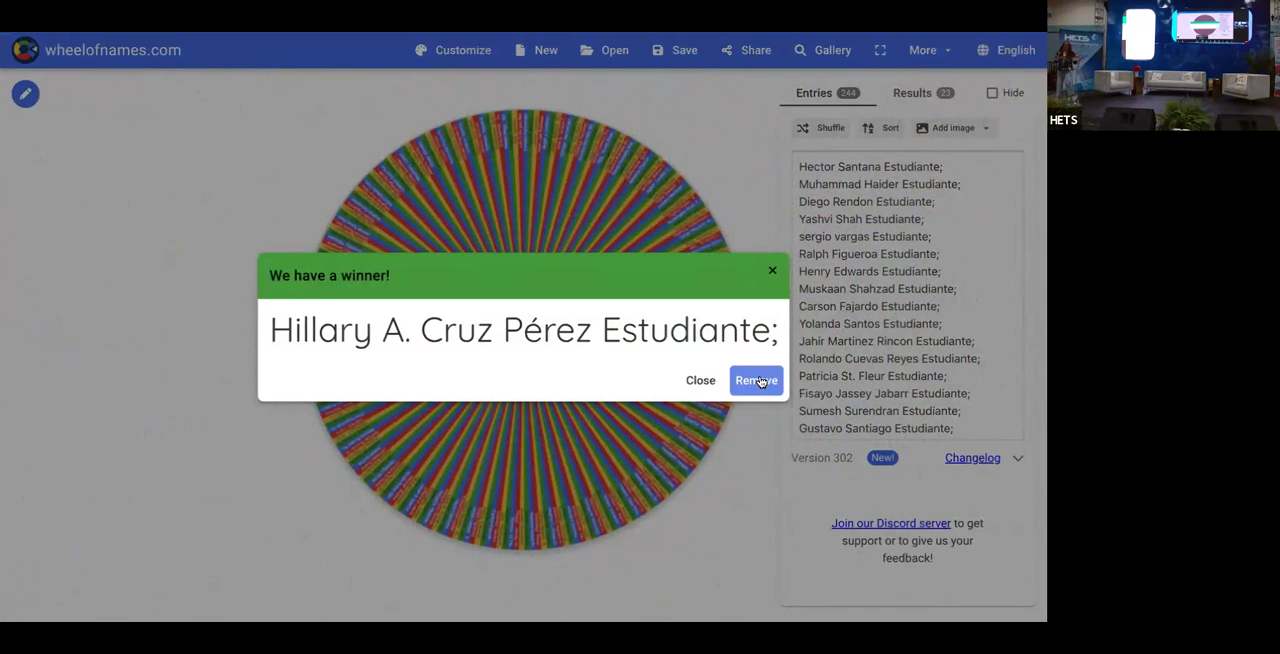 wheelofnames.com
Customize
New
Open
Save
Share
Gallery
More
English
HETS
HETS
Entries 244
Results 23
Hide
Shuffle
Sort
Add image
We have a winner!
Hillary A. Cruz Pérez Estudiante;
Close
Remove
Hector Santana Estudiante;
Muhammad Haider Estudiante;
Diego Rendon Estudiante;
Yashvi Shah Estudiante;
sergio vargas Estudiante;
Ralph Figueroa Estudiante;
Henry Edwards Estudiante;
Muskaan Shahzad Estudiante;
Carson Fajardo Estudiante;
Yolanda Santos Estudiante;
Jahir Martinez Rincon Estudiante;
Rolando Cuevas Reyes Estudiante;
Patricia St. Fleur Estudiante;
Fisayo Jassey Jabarr Estudiante;
Sumesh Surendran Estudiante;
Gustavo Santiago Estudiante;
Version 302
New!
Changelog
Join our Discord server to get
support or to give us your
feedback!